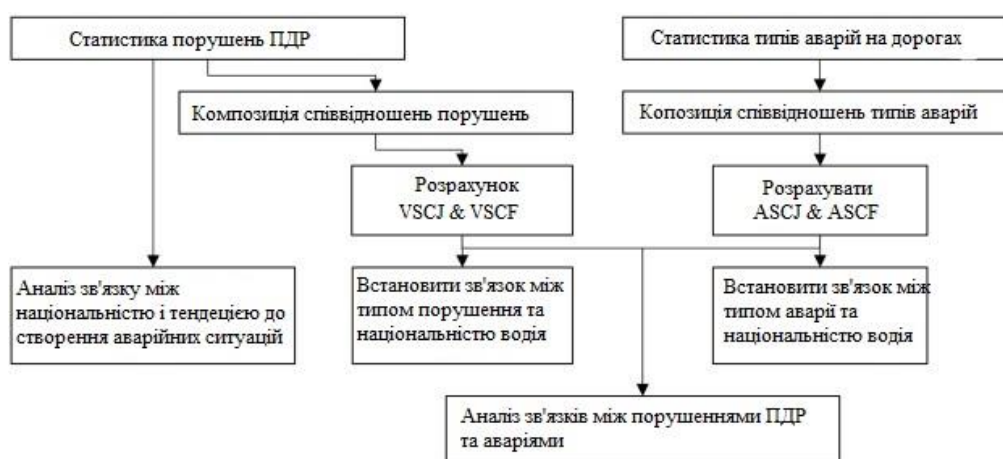 Статистика порушень ПДР
Статистика типів аварій на дорогах
Композиція співвідношень порушень
Копозиція співвідношень типів аварій
Розрахунок
VSCJ & VSCF
Розрахувати
ASCJ & ASCF
Аналіз зв'язку між
національністю і тендецією до
створення аварійних ситуацій
Встановити зв'язок між
типом порушення та
національністю водія
Встановити зв'язок між
типом аварії та
національністю водія
Аналіз зв'язків між порушеннями ПДР
та аваріями